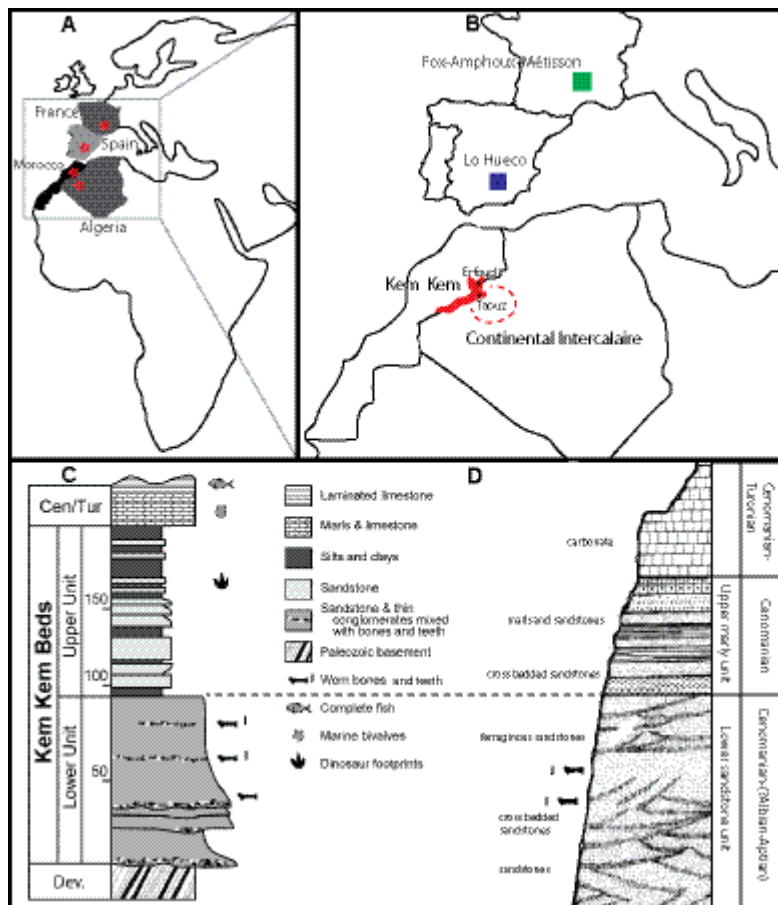 A
France
Spain
Morocco
Algeria
B
Fox-Amphoux-Métisson
Lo Hueco
Kem Kem
Erfoud
Taouz
Continental Intercalaire
C
Cen/Tur
Kem Kem Beds
Upper Unit
Lower Unit
150
100
50
Dev.
Laminated limestone
Marls & limestone
Silts and clays
Sandstone
Sandstone & thin
conglomerates mixed
with bones and teeth
Paleozoic basement
Worn bones and teeth
Complete fish
Marine bivalves
Dinosaur footprints
D
carbonate
marls and sandstones
cross bedded sandstones
ferruginous sandstones
cross bedded
sandstones
sandstones
Upper marly unit
Lower sandstone unit
Cenomanian-
Turonian
Cenomanian
Cenomanian-(?Albian-Aptian)